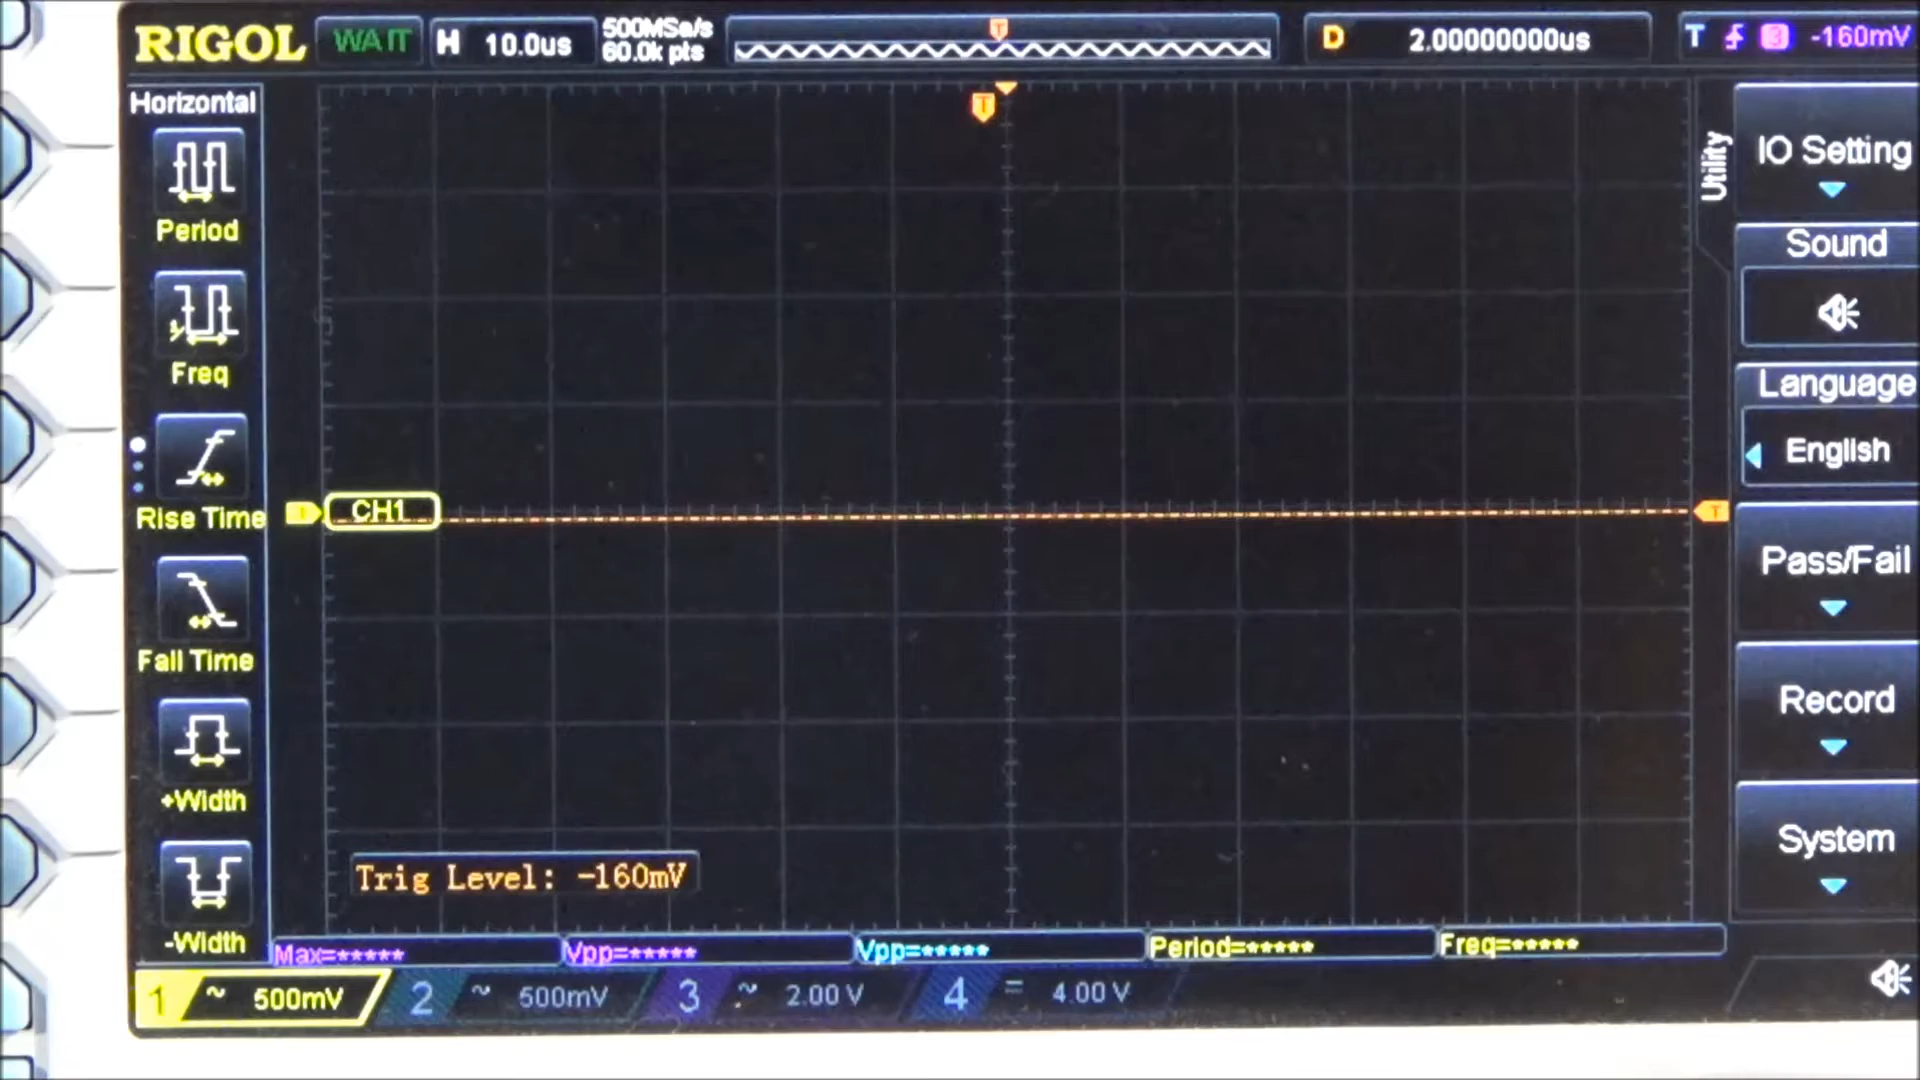 RIGOL
WAIT
H 10.0us
500MSa/s
60.0k pts
T
D 2.00000000us
T 3 -160mV
Horizontal
Period
Freq
Rise Time
Fall Time
+Width
-Width
T
CH1
T
Trig Level: -160mV
Utility
IO Setting
Sound
Language
English
Pass/Fail
Record
System
Max=*****
Vpp=*****
Vpp=*****
Period=*****
Freq=*****
1 ~ 500mV
2 ~ 500mV
3 ~ 2.00 V
4 = 4.00 V